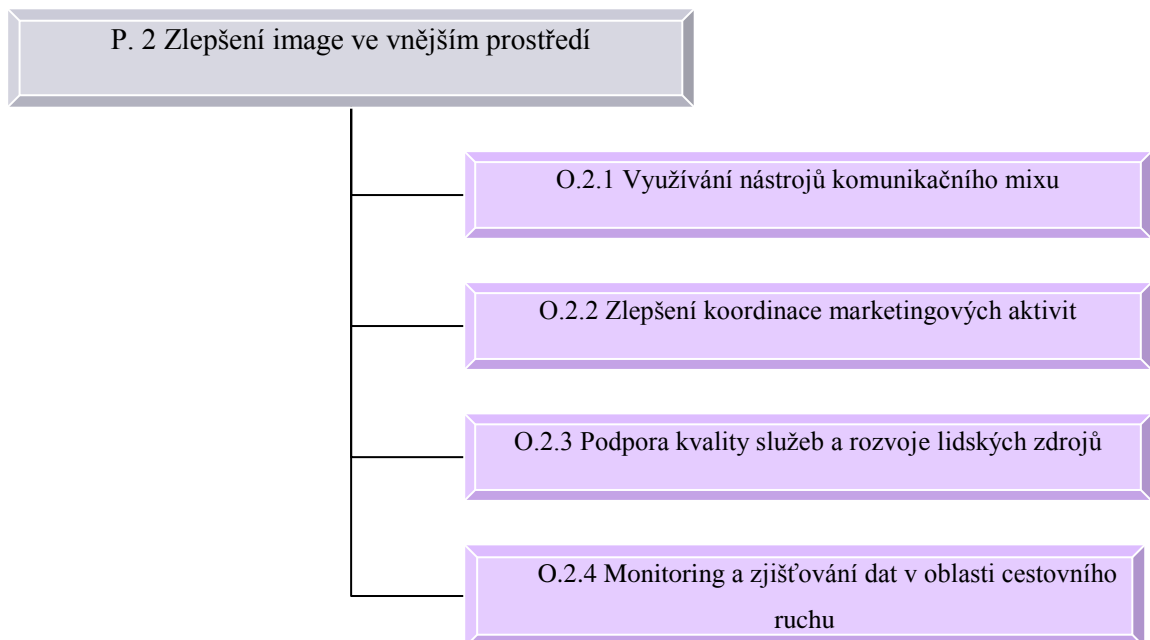 P. 2 Zlepšení image ve vnějším prostředí
O.2.1 Využívání nástrojů komunikačního mixu
O.2.2 Zlepšení koordinace marketingových aktivit
O.2.3 Podpora kvality služeb a rozvoje lidských zdrojů
O.2.4 Monitoring a zjišťování dat v oblasti cestovního
ruchu